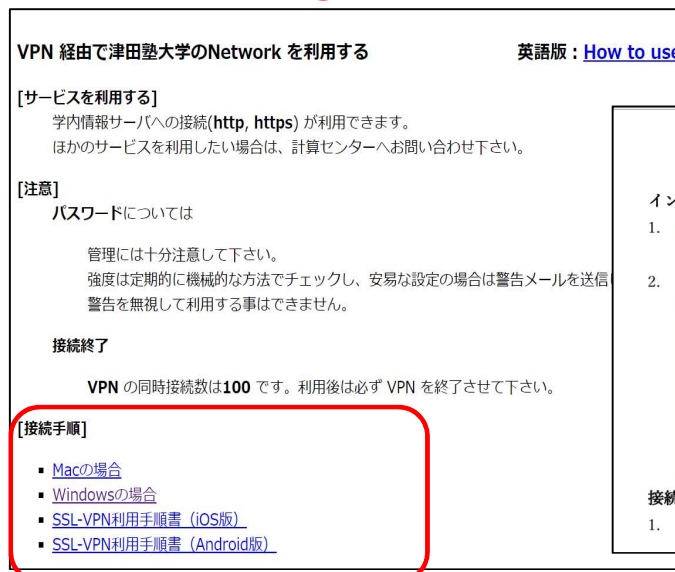 VPN 経由で津田塾大学のNetwork を利用する 英語版：How to use
[サービスを利用する]
学内情報サーバへの接続(http, https) が利用できます。
ほかのサービスを利用したい場合は、計算センターへお問い合わせ下さい。
[注意]
パスワードについては
管理には十分注意して下さい。
強度は定期的に機械的な方法でチェックし、安易な設定の場合は警告メールを送信
警告を無視して利用する事はできません。
接続終了
VPN の同時接続数は100 です。利用後は必ず VPN を終了させて下さい。
[接続手順]
▪ Macの場合
▪ Windowsの場合
▪ SSL-VPN利用手順書（iOS版）
▪ SSL-VPN利用手順書（Android版）
イン
1.
2.
接続
1.